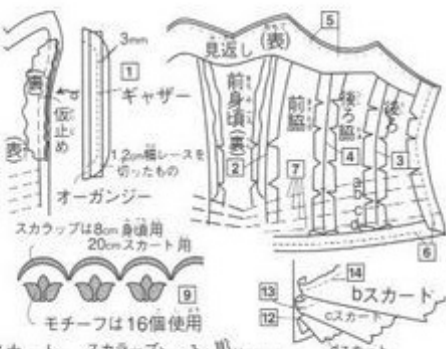 3mm
1
ギャザー
(裏)
仮止め
(表)
1.2cm幅レースを
切ったもの
オーガンジー
見返し(表)
5
前身頃(裏)
前脇
後ろ脇
後ろ
2
7
4
3
6
a
b
c
スカラップは8cm身頃用
20cmスカート用
9
モチーフは16個使用
14
13
12
bスカート
cスカート